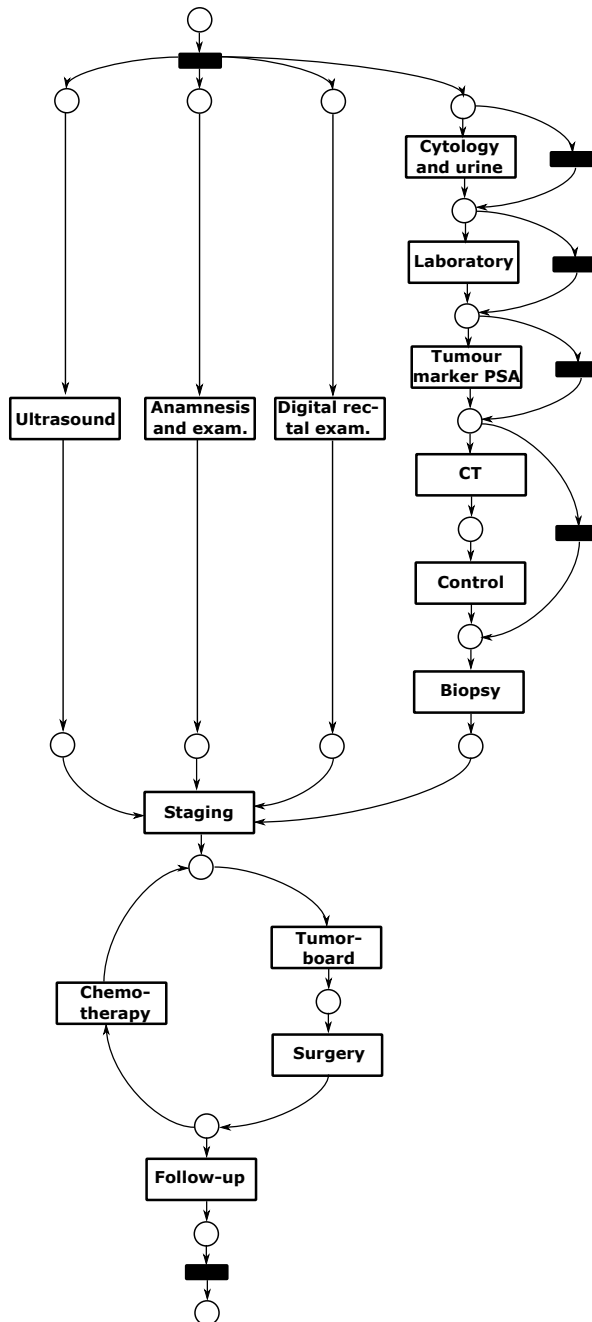 Cytology
and urine
Laboratory
Tumour
marker PSA
Ultrasound
Anamnesis
and exam.
Digital rec-
tal exam.
CT
Control
Biopsy
Staging
Tumor-
board
Chemo-
therapy
Surgery
Follow-up